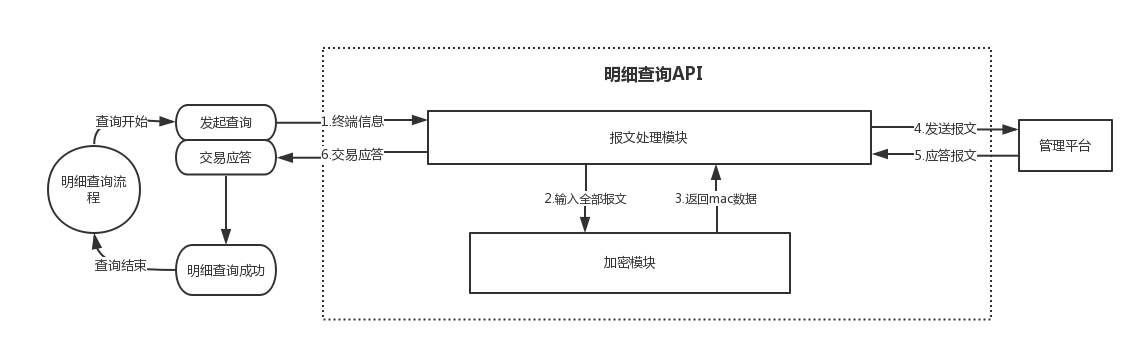 明细查询API
查询开始
发起查询
1.终端信息
报文处理模块
4.发送报文
交易应答
6.交易应答
5.应答报文
管理平台
明细查询流
程
2.输入全部报文
3.返回mac数据
查询结束
明细查询成功
加密模块